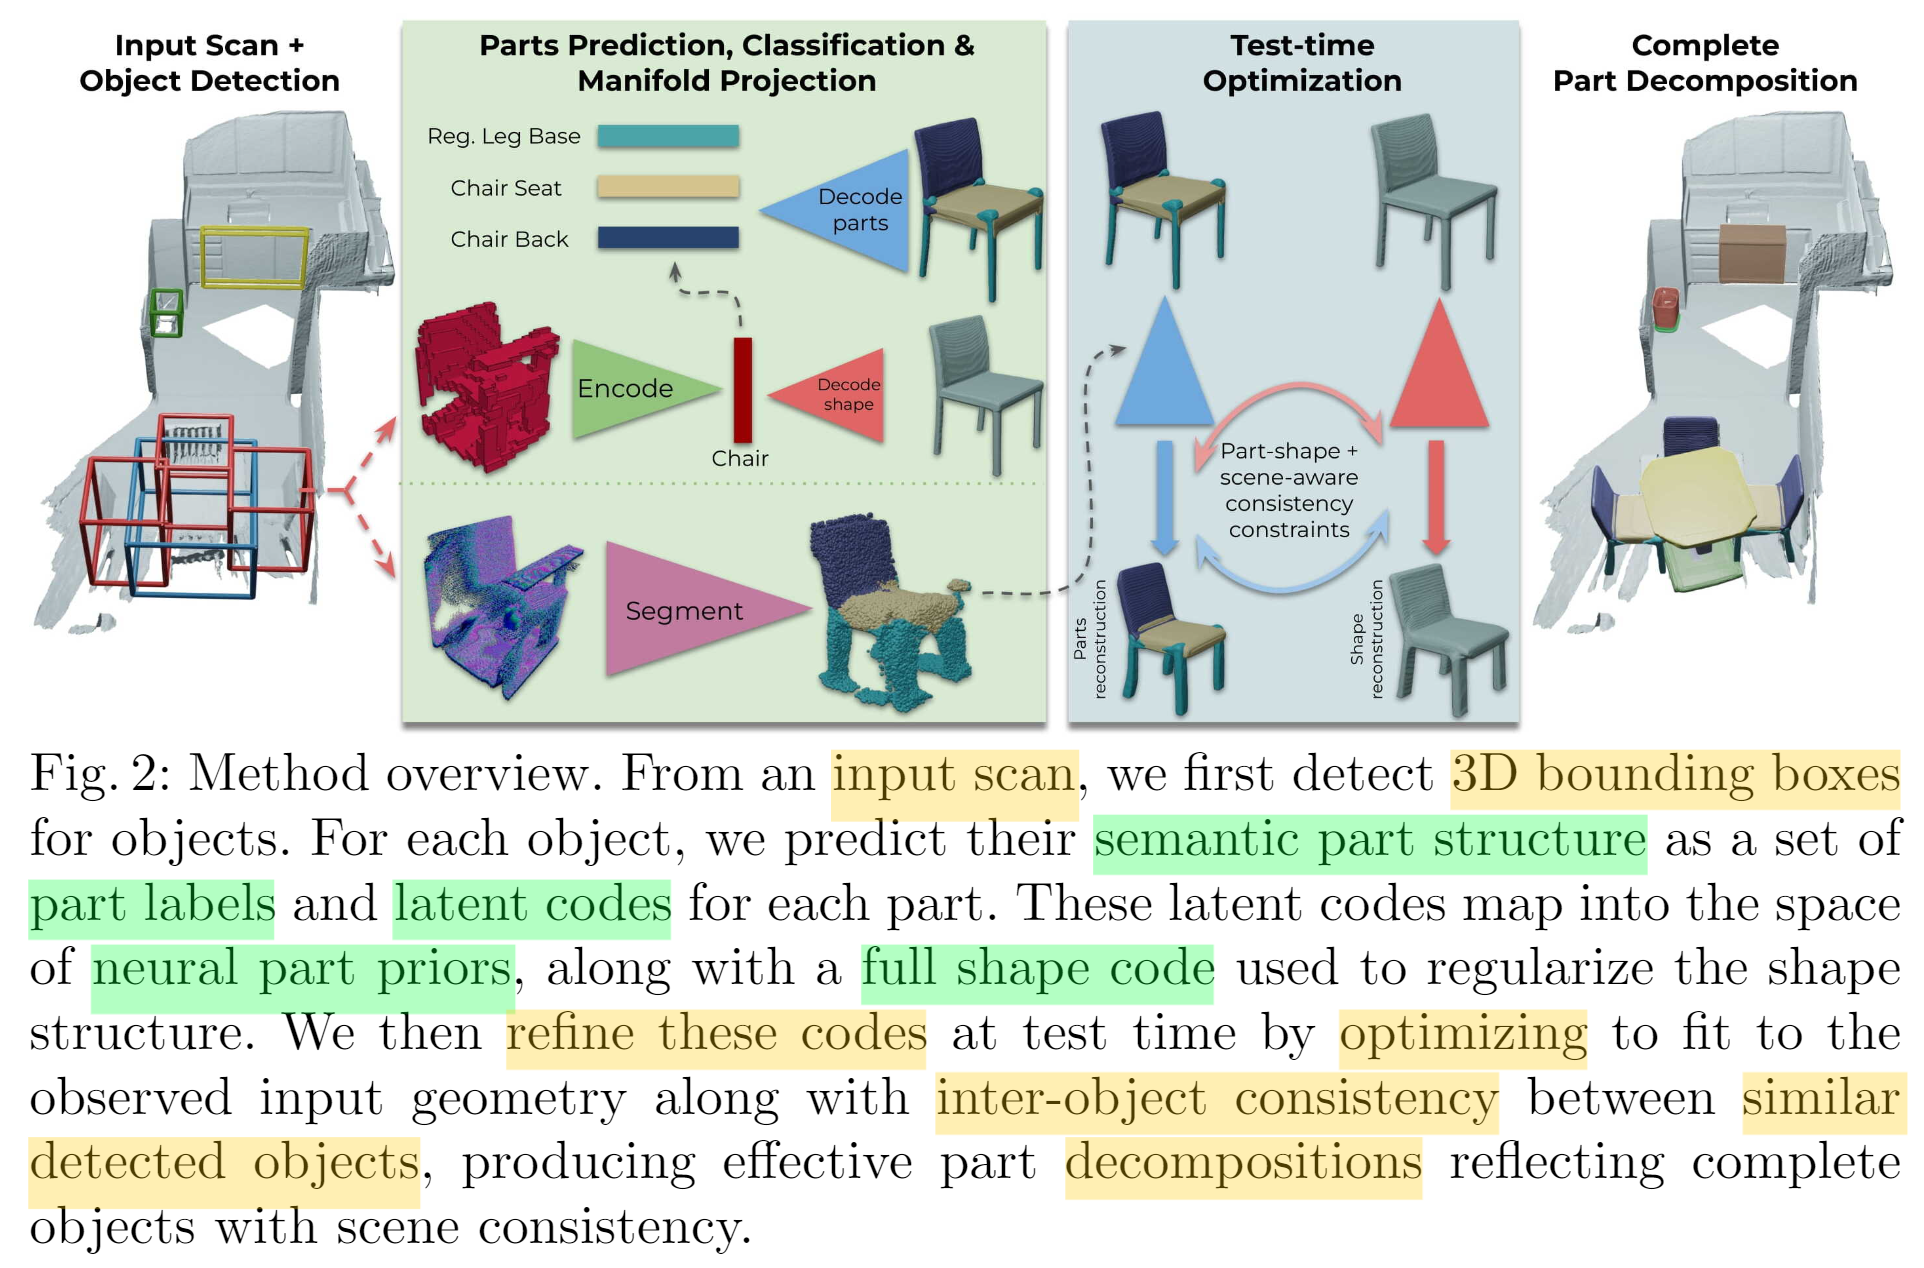 Input Scan +
Object Detection
Parts Prediction, Classification &
Manifold Projection
Reg. Leg Base
Chair Seat
Chair Back
Decode
parts
Encode
Decode
shape
Chair
Segment
Test-time
Optimization
Part-shape +
scene-aware
consistency
constraints
Parts
reconstruction
Shape
reconstruction
Complete
Part Decomposition
Fig. 2: Method overview. From an input scan, we first detect 3D bounding boxes
for objects. For each object, we predict their semantic part structure as a set of
part labels and latent codes for each part. These latent codes map into the space
of neural part priors, along with a full shape code used to regularize the shape
structure. We then refine these codes at test time by optimizing to fit to the
observed input geometry along with inter-object consistency between similar
detected objects, producing effective part decompositions reflecting complete
objects with scene consistency.